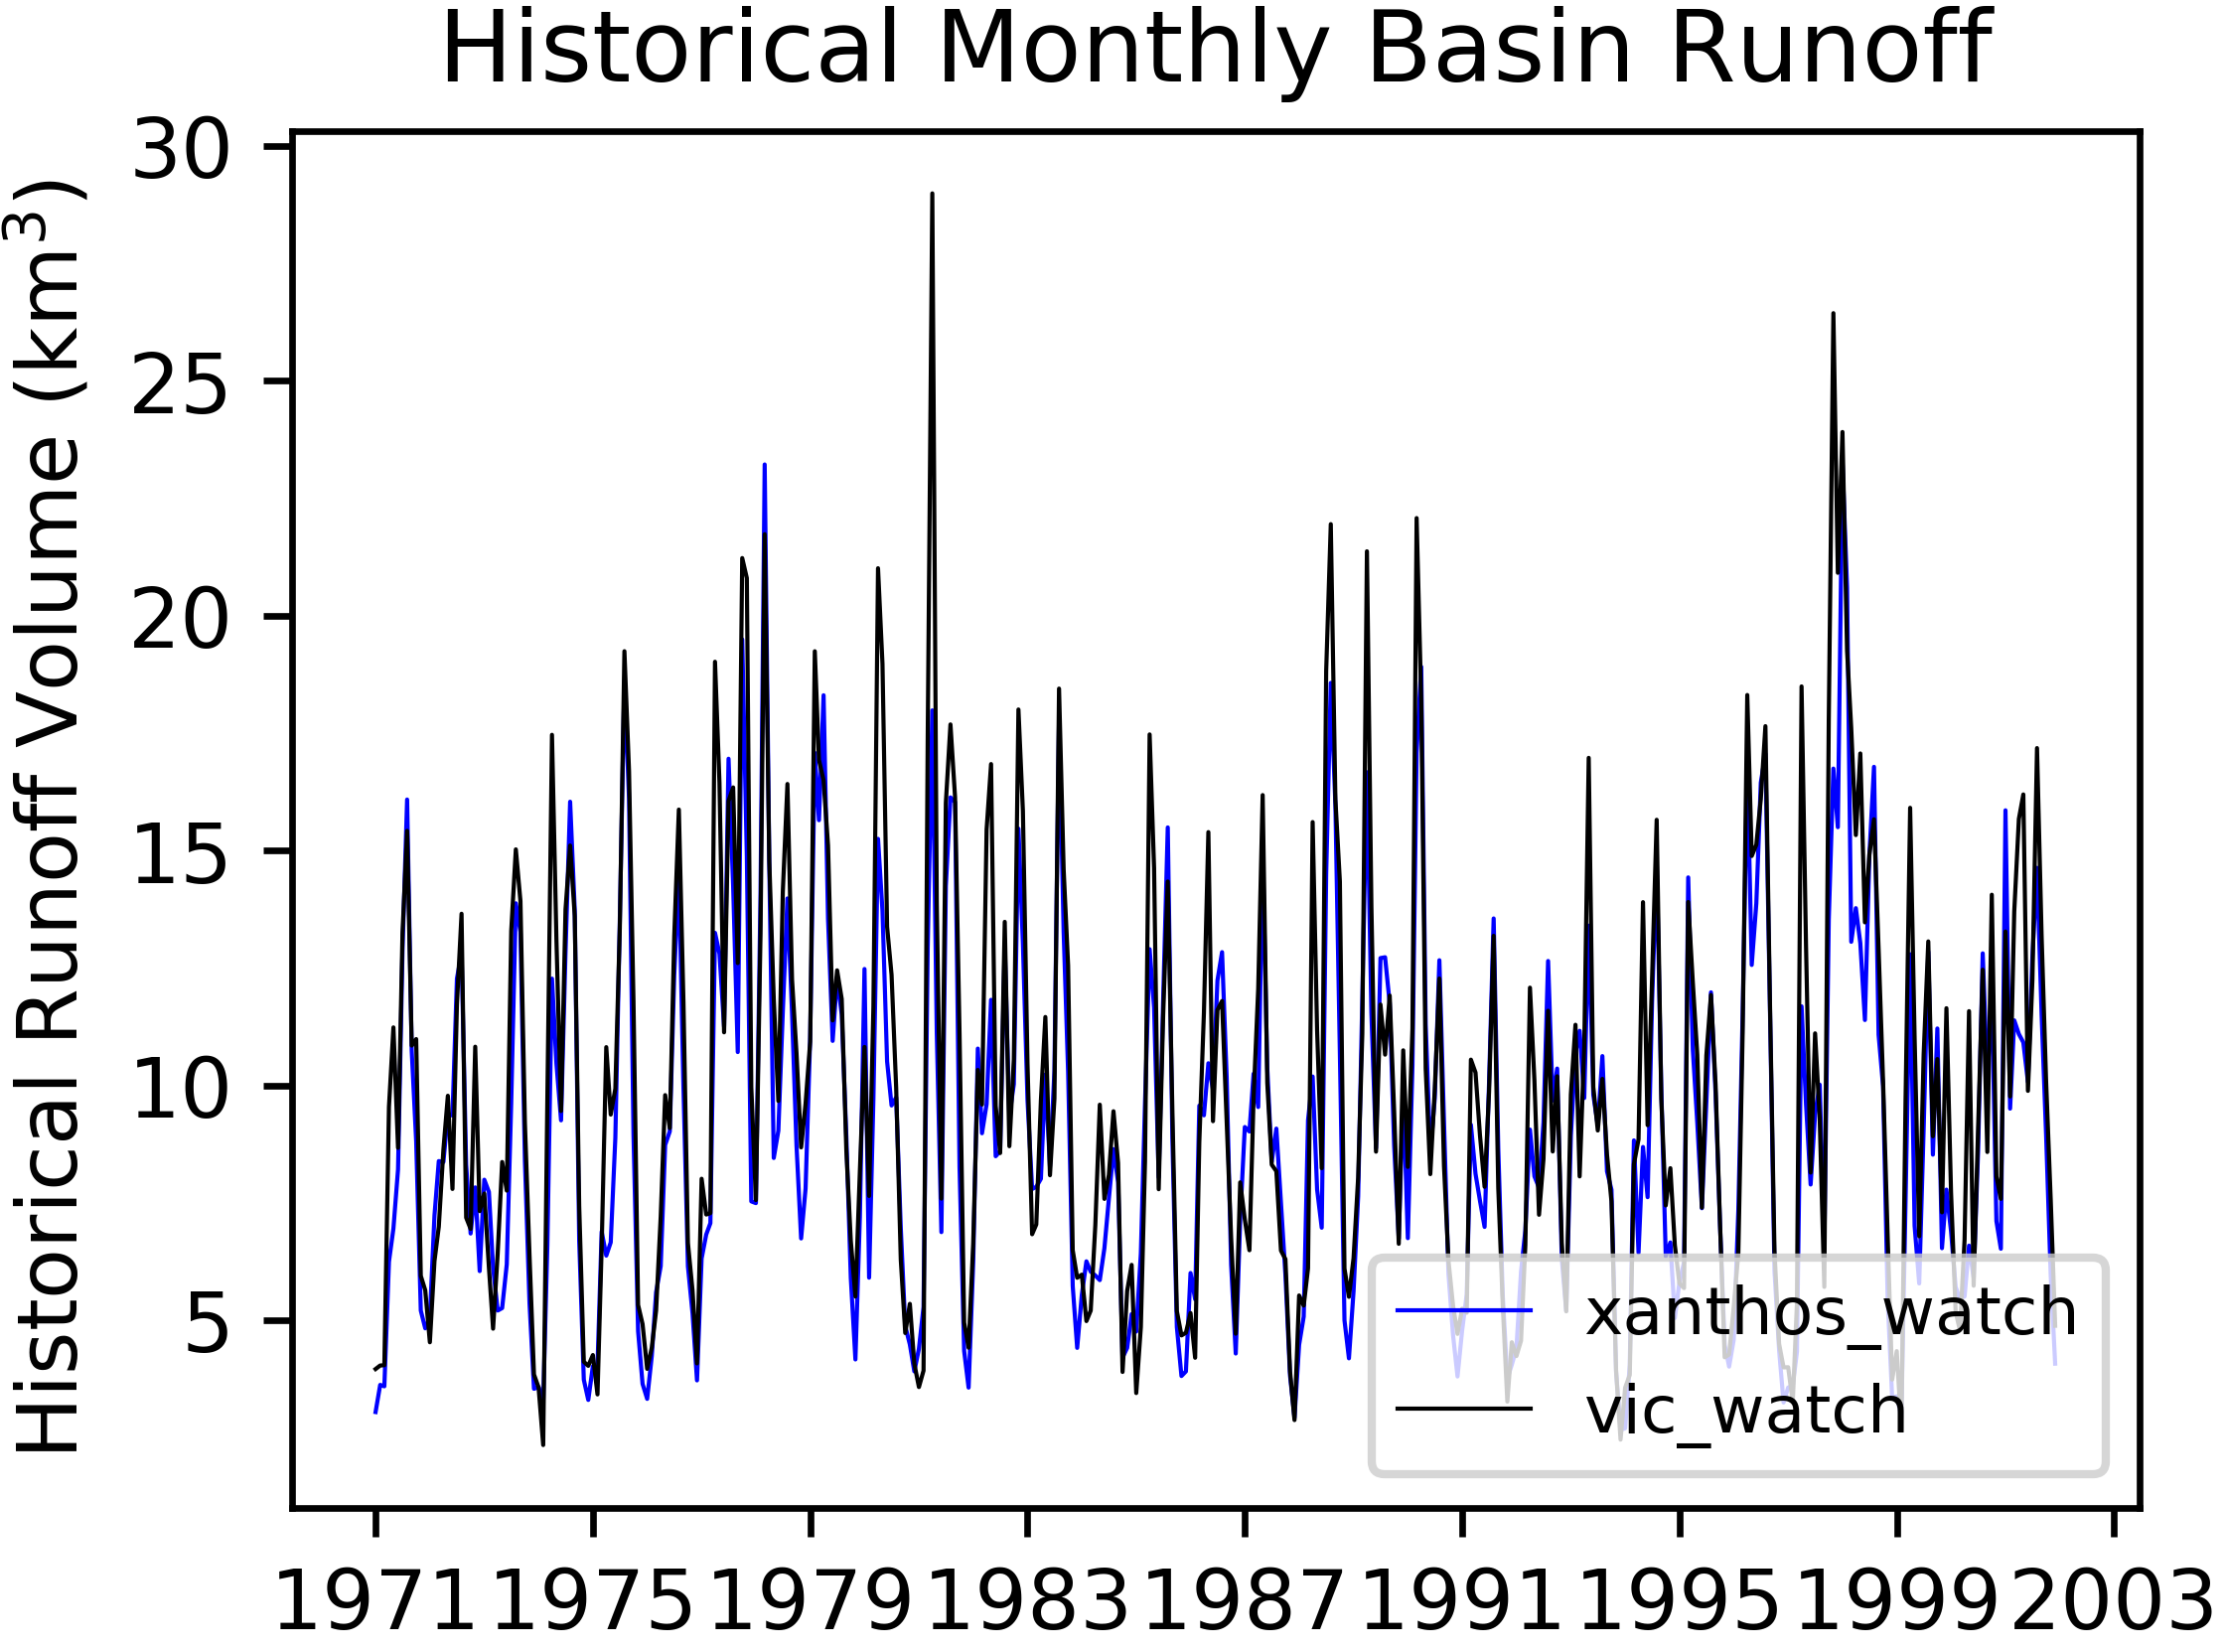 Historical Monthly Basin Runoff
Historical Runoff Volume (km³)
30
25
20
15
10
5
xanthos_watch
vic_watch
1971 1975 1979 1983 1987 1991 1995 1999 2003